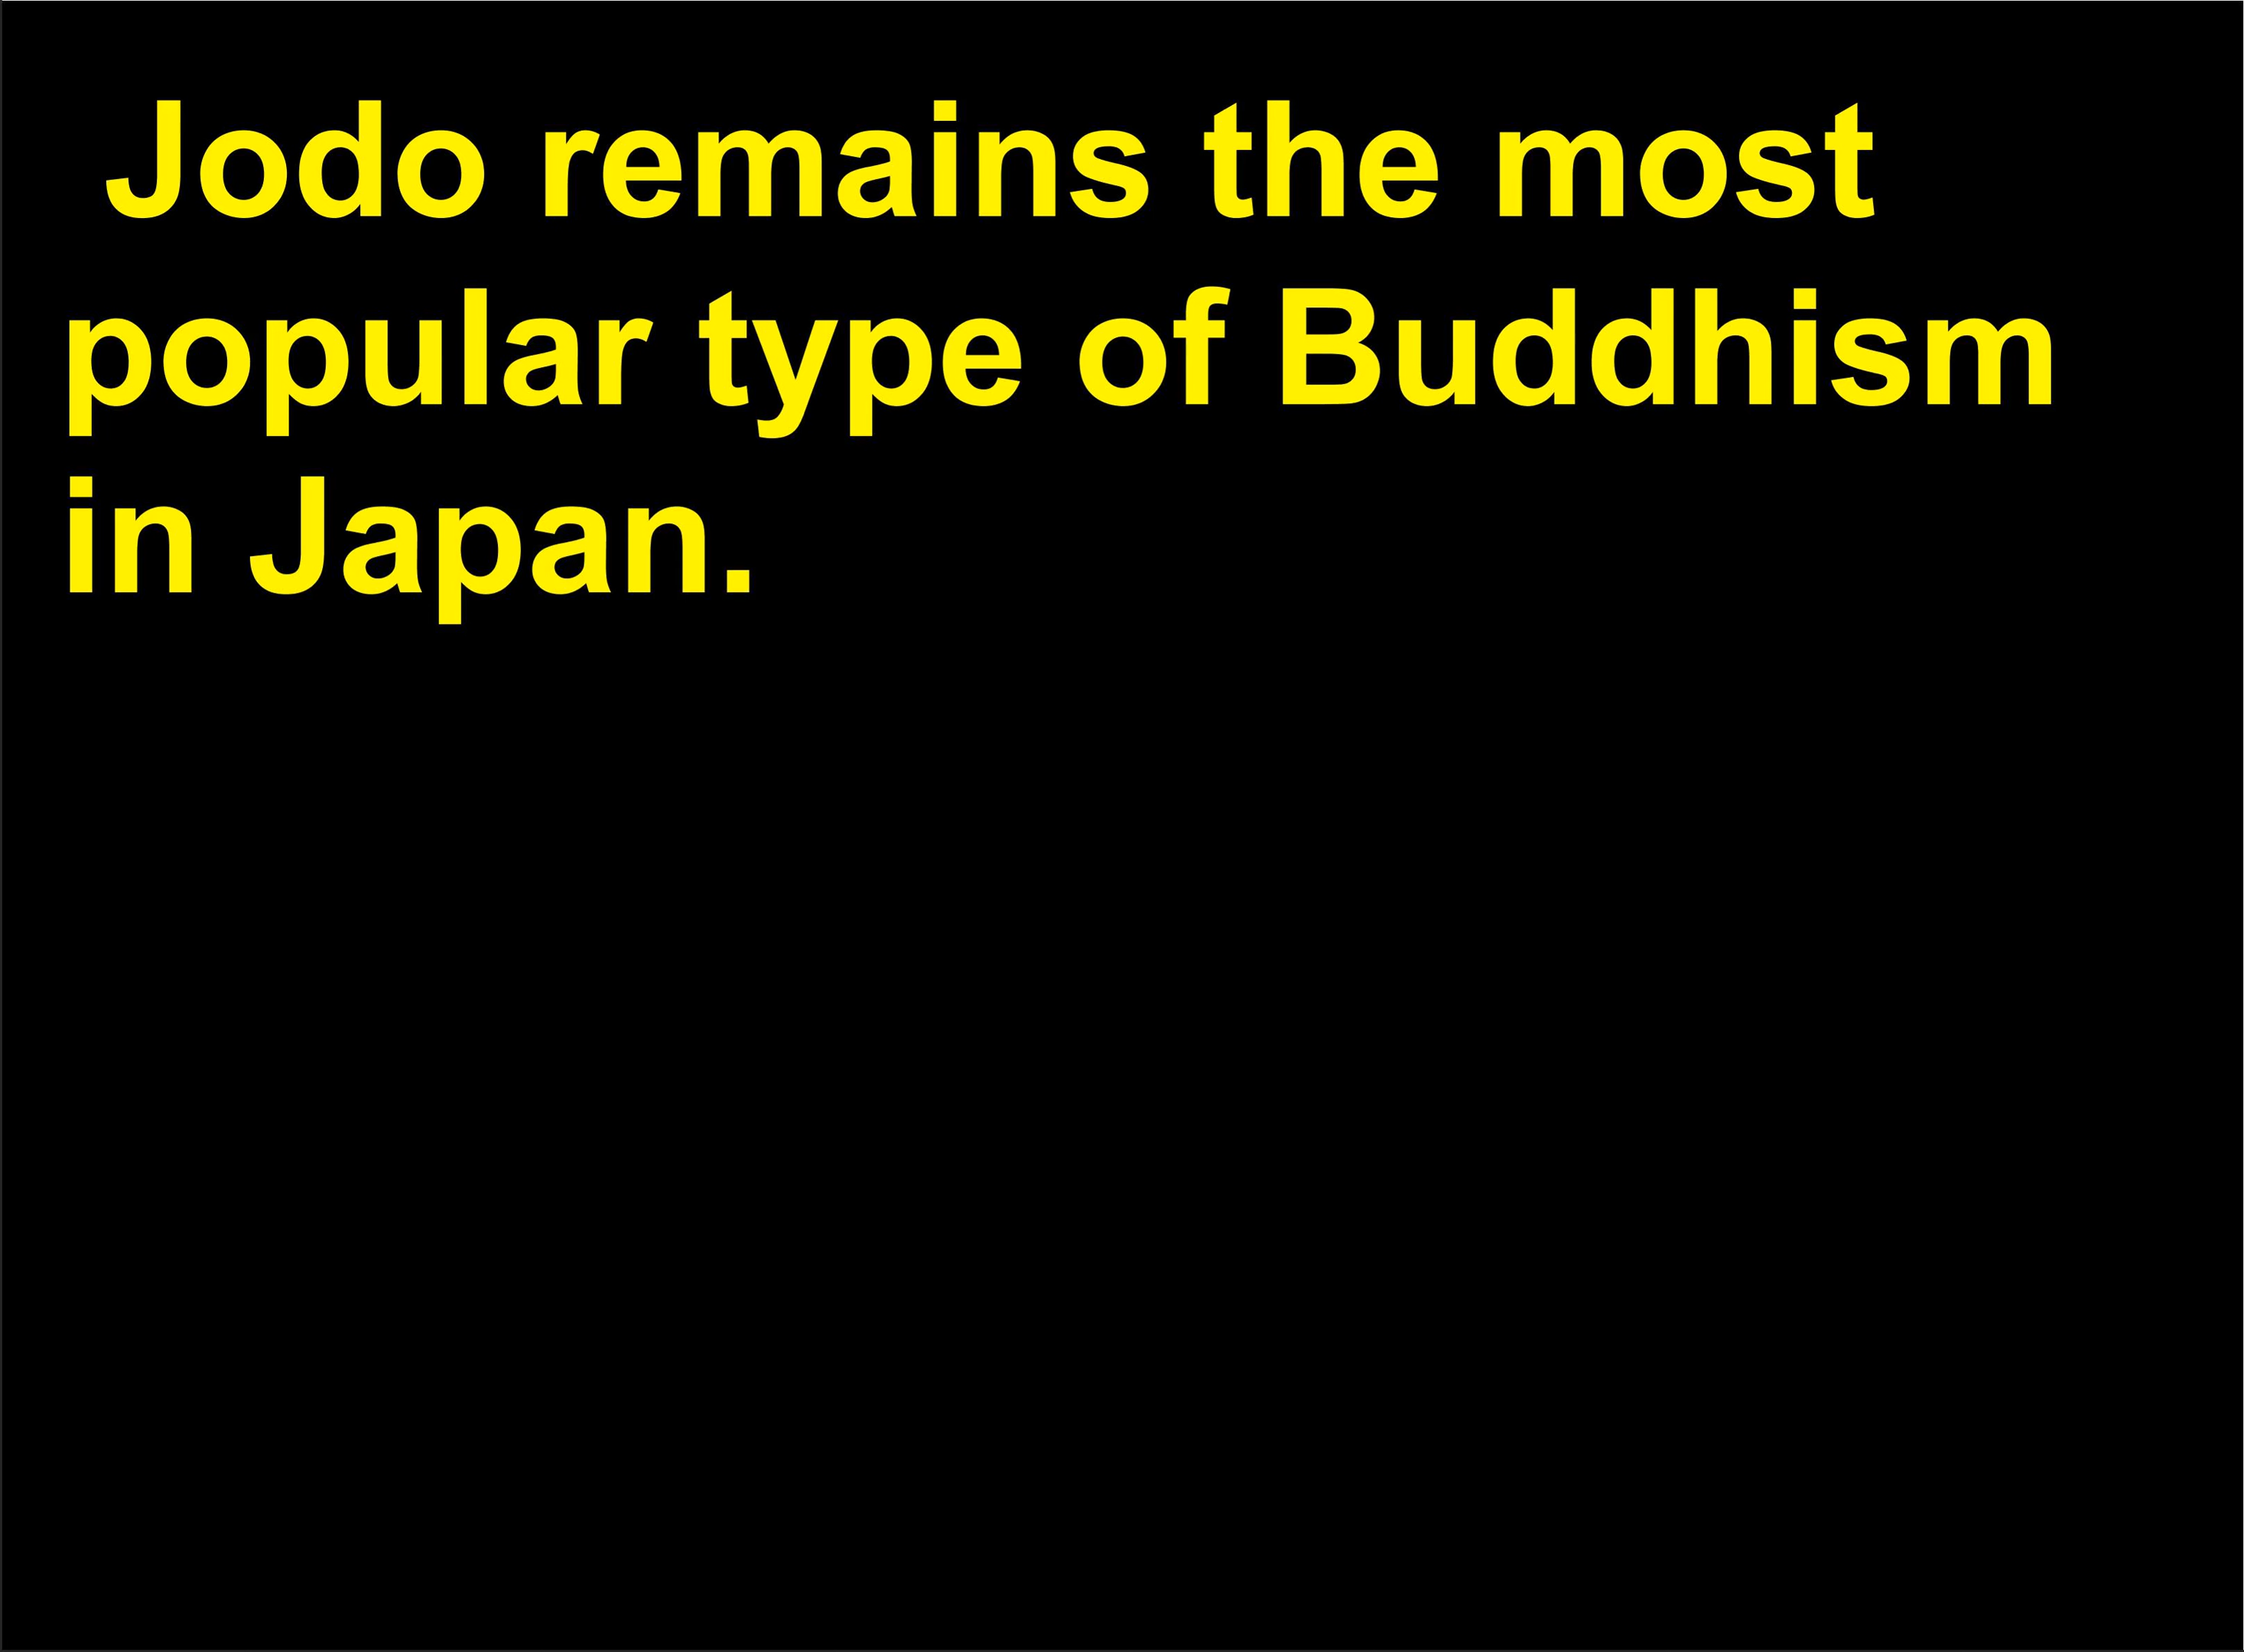 Jodo remains the most
popular type of Buddhism
in Japan.